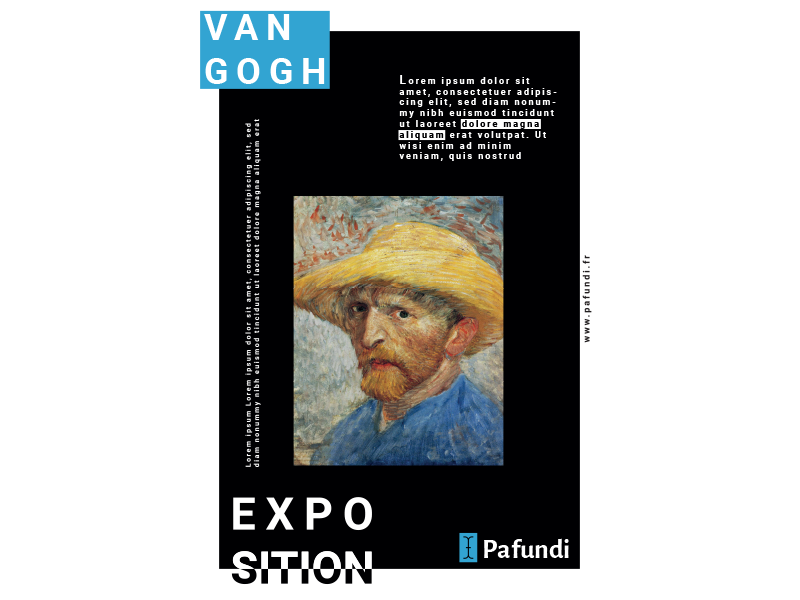 VAN
GOGH
Lorem ipsum dolor sit
amet, consectetuer adipis-
cing elit, sed diam nonum-
my nibh euismod tincidunt
ut laoreet dolore magna
aliquam erat volutpat. Ut
wisi enim ad minim
veniam, quis nostrud
Lorem ipsum Lorem ipsum dolor sit amet, consectetuer adipiscing elit, sed
diam nonummy nibh euismod tincidunt ut laoreet dolore magna aliquam erat
www.pafundi.fr
EXPO
SITION
Pafundi